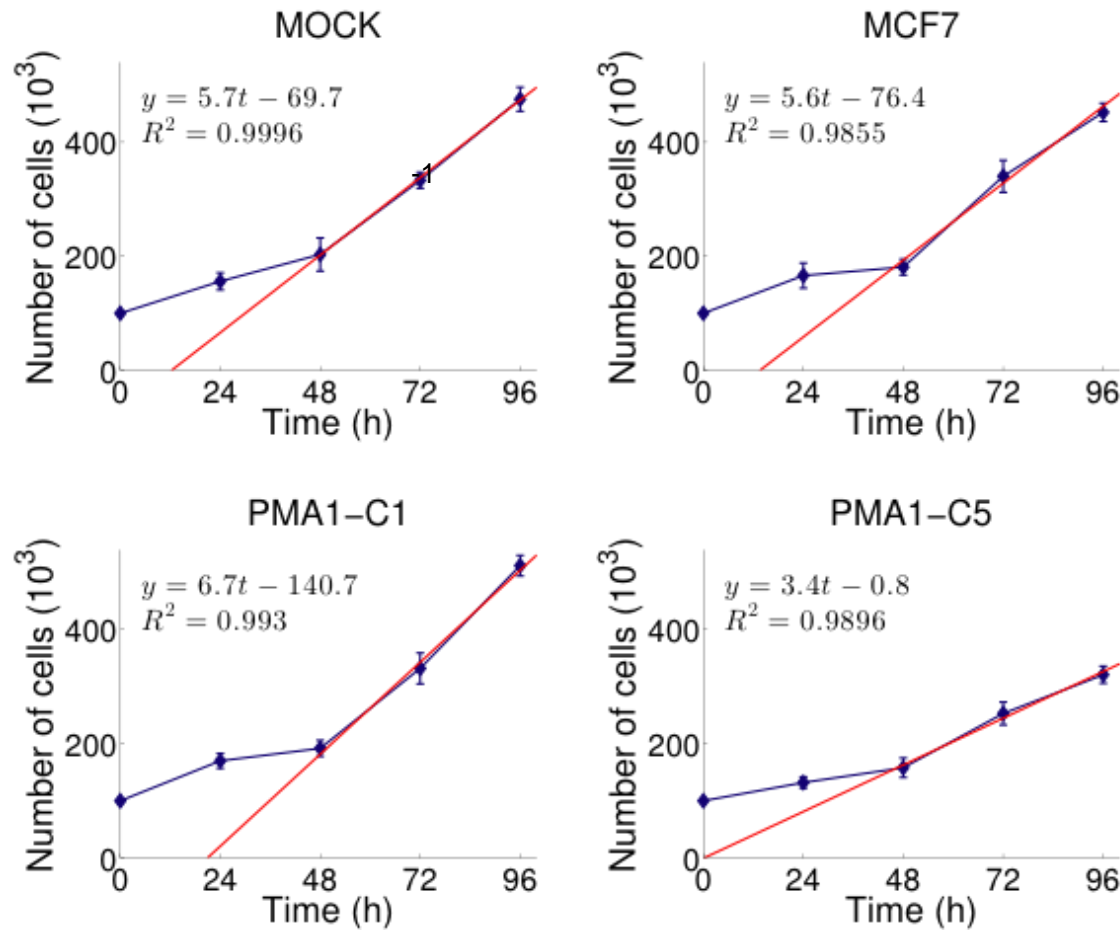 MOCK
Number of cells (10³)
y = 5.7t − 69.7
R² = 0.9996
400
200
0
-1
0 24 48 72 96
Time (h)
MCF7
Number of cells (10³)
y = 5.6t − 76.4
R² = 0.9855
400
200
0
0 24 48 72 96
Time (h)
PMA1−C1
Number of cells (10³)
y = 6.7t − 140.7
R² = 0.993
400
200
0
0 24 48 72 96
Time (h)
PMA1−C5
Number of cells (10³)
y = 3.4t − 0.8
R² = 0.9896
400
200
0
0 24 48 72 96
Time (h)